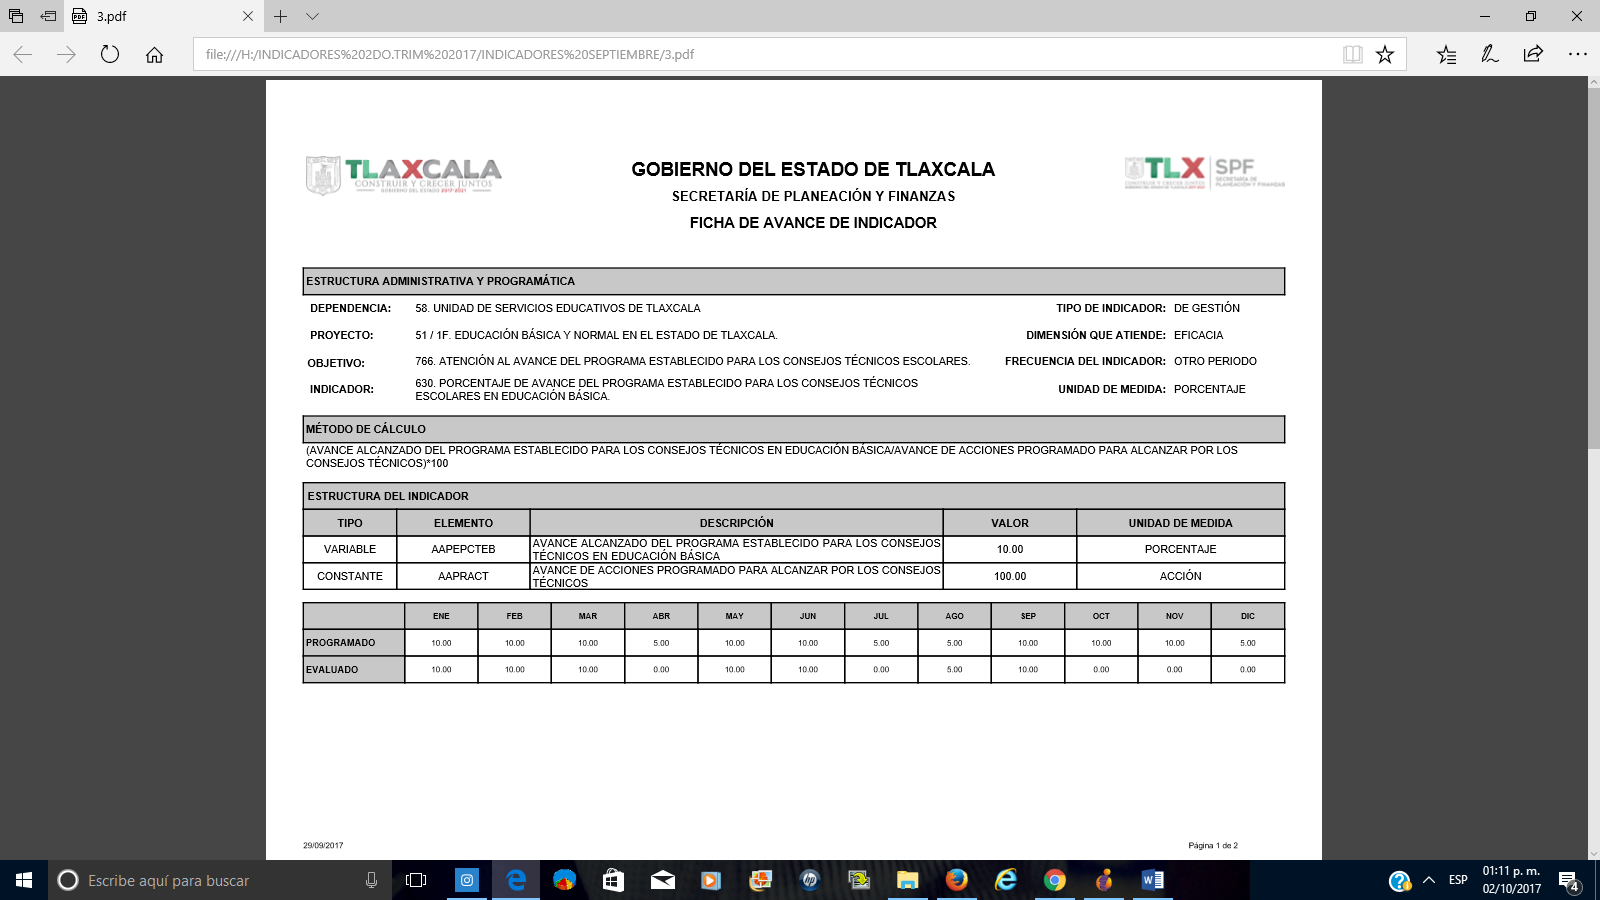 3.pdf
file:///H:/INDICADORES%202DO.TRIM%202017/INDICADORES%20SEPTIEMBRE/3.pdf
TLAXCALA
CONSTRUIR Y CRECER JUNTOS
GOBIERNO DEL ESTADO 2017-2021
GOBIERNO DEL ESTADO DE TLAXCALA
SECRETARÍA DE PLANEACIÓN Y FINANZAS
FICHA DE AVANCE DE INDICADOR
TLX SPF
CONSTRUIR Y CRECER JUNTOS
SECRETARÍA DE
PLANEACIÓN Y FINANZAS
ESTRUCTURA ADMINISTRATIVA Y PROGRAMÁTICA
DEPENDENCIA: 58. UNIDAD DE SERVICIOS EDUCATIVOS DE TLAXCALA TIPO DE INDICADOR: DE GESTIÓN
PROYECTO: 51 / 1F. EDUCACIÓN BÁSICA Y NORMAL EN EL ESTADO DE TLAXCALA. DIMENSIÓN QUE ATIENDE: EFICACIA
OBJETIVO: 766. ATENCIÓN AL AVANCE DEL PROGRAMA ESTABLECIDO PARA LOS CONSEJOS TÉCNICOS ESCOLARES. FRECUENCIA DEL INDICADOR: OTRO PERIODO
INDICADOR: 630. PORCENTAJE DE AVANCE DEL PROGRAMA ESTABLECIDO PARA LOS CONSEJOS TÉCNICOS
ESCOLARES EN EDUCACIÓN BÁSICA. UNIDAD DE MEDIDA: PORCENTAJE
MÉTODO DE CÁLCULO
(AVANCE ALCANZADO DEL PROGRAMA ESTABLECIDO PARA LOS CONSEJOS TÉCNICOS EN EDUCACIÓN BÁSICA/AVANCE DE ACCIONES PROGRAMADO PARA ALCANZAR POR LOS
CONSEJOS TÉCNICOS)*100
ESTRUCTURA DEL INDICADOR
TIPO ELEMENTO DESCRIPCIÓN VALOR UNIDAD DE MEDIDA
VARIABLE AAPEPCTEB AVANCE ALCANZADO DEL PROGRAMA ESTABLECIDO PARA LOS CONSEJOS
TÉCNICOS EN EDUCACIÓN BÁSICA 10.00 PORCENTAJE
CONSTANTE AAPRACT AVANCE DE ACCIONES PROGRAMADO PARA ALCANZAR POR LOS CONSEJOS
TÉCNICOS 100.00 ACCIÓN
ENE FEB MAR ABR MAY JUN JUL AGO SEP OCT NOV DIC
PROGRAMADO 10.00 10.00 10.00 5.00 10.00 10.00 5.00 5.00 10.00 10.00 10.00 5.00
EVALUADO 10.00 10.00 10.00 0.00 10.00 10.00 0.00 5.00 10.00 0.00 0.00 0.00
29/09/2017 Página 1 de 2
Escribe aquí para buscar
ESP
01:11 p. m.
02/10/2017
4